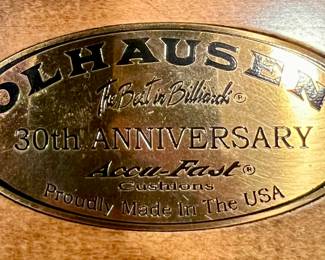 OLHAUSEN
The Best in Billiards®
30th ANNIVERSARY
Accu-Fast®
Cushions
Proudly Made In The USA